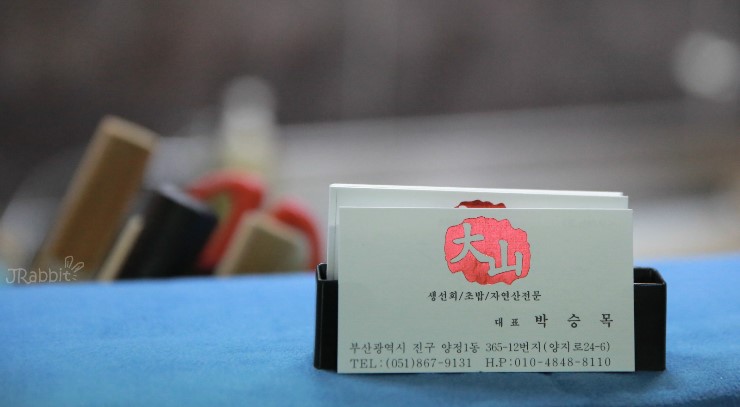 大山
생선회/초밥/자연산전문
대표 박승목
부산광역시 진구 양정1동 365-12번지(양지로24-6)
TEL:(051)867-9131 H.P:010-4848-8110
JRabbit